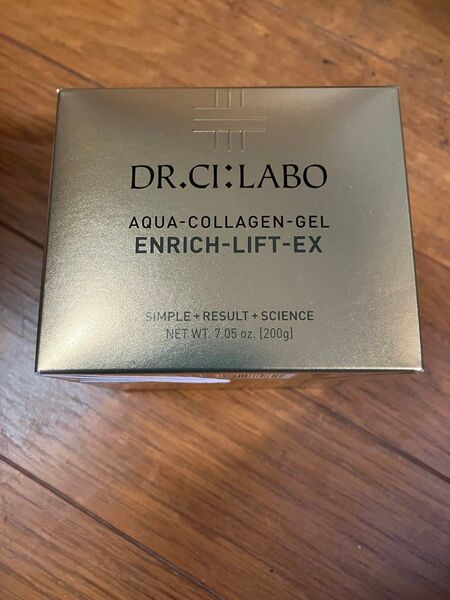 DR.CI:LABO
AQUA-COLLAGEN-GEL
ENRICH-LIFT-EX
SIMPLE+RESULT+SCIENCE
NET WT. 7.05 oz. [200g]